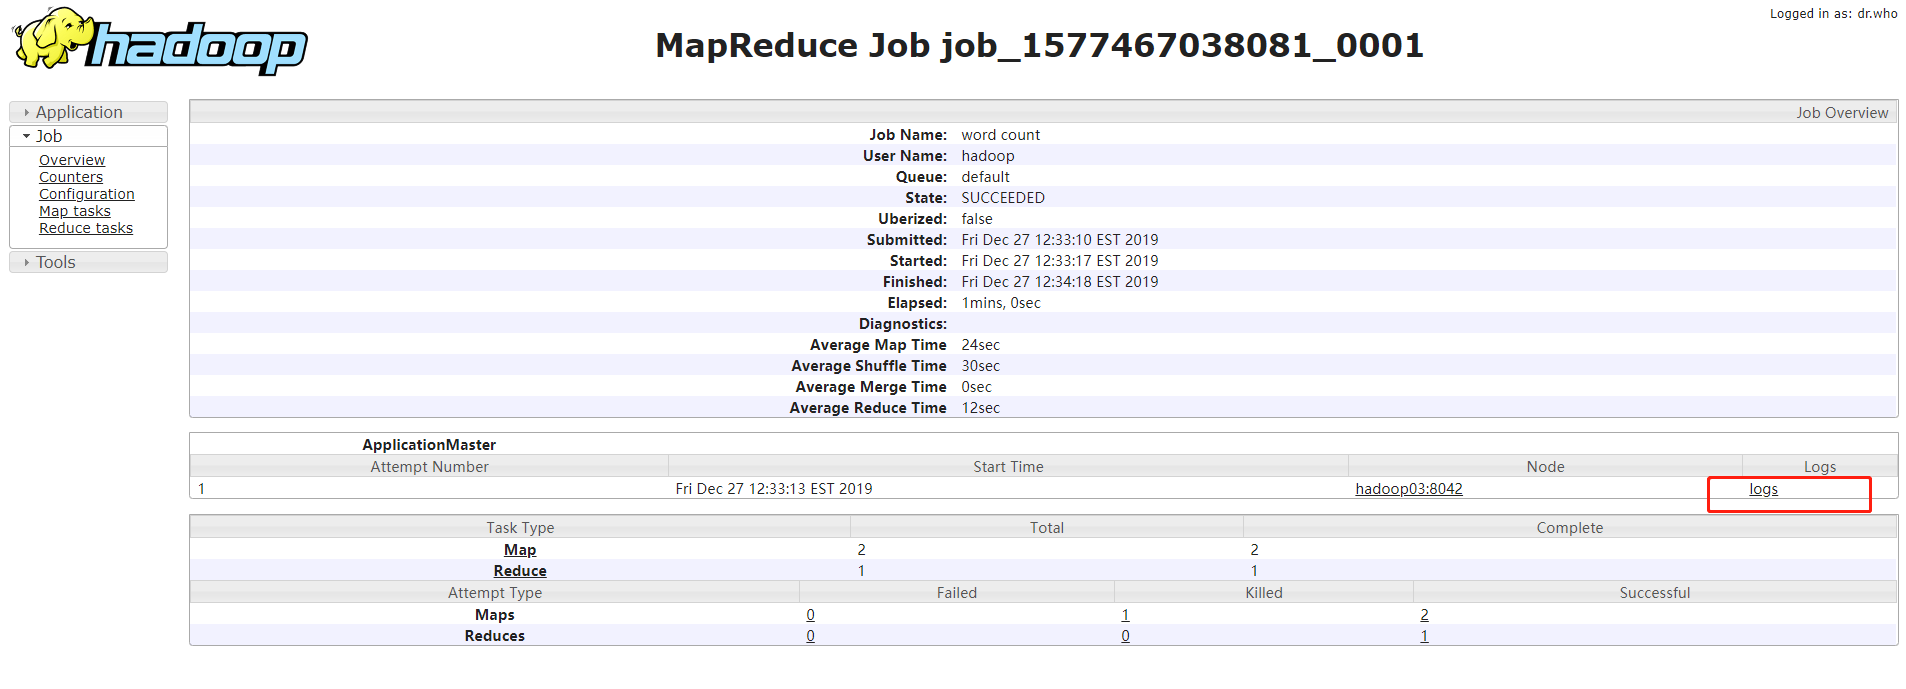 Logged in as: dr.who
hadoop
MapReduce Job job_1577467038081_0001
Application
Job
Overview
Counters
Configuration
Map tasks
Reduce tasks
Tools
Job Overview
Job Name: word count
User Name: hadoop
Queue: default
State: SUCCEEDED
Uberized: false
Submitted: Fri Dec 27 12:33:10 EST 2019
Started: Fri Dec 27 12:33:17 EST 2019
Finished: Fri Dec 27 12:34:18 EST 2019
Elapsed: 1mins, 0sec
Diagnostics:
Average Map Time 24sec
Average Shuffle Time 30sec
Average Merge Time 0sec
Average Reduce Time 12sec
ApplicationMaster
Attempt Number Start Time Node Logs
1 Fri Dec 27 12:33:13 EST 2019 hadoop03:8042 logs
Task Type Total Complete
Map 2 2
Reduce 1 1
Attempt Type Failed Killed Successful
Maps 0 1 2
Reduces 0 0 1